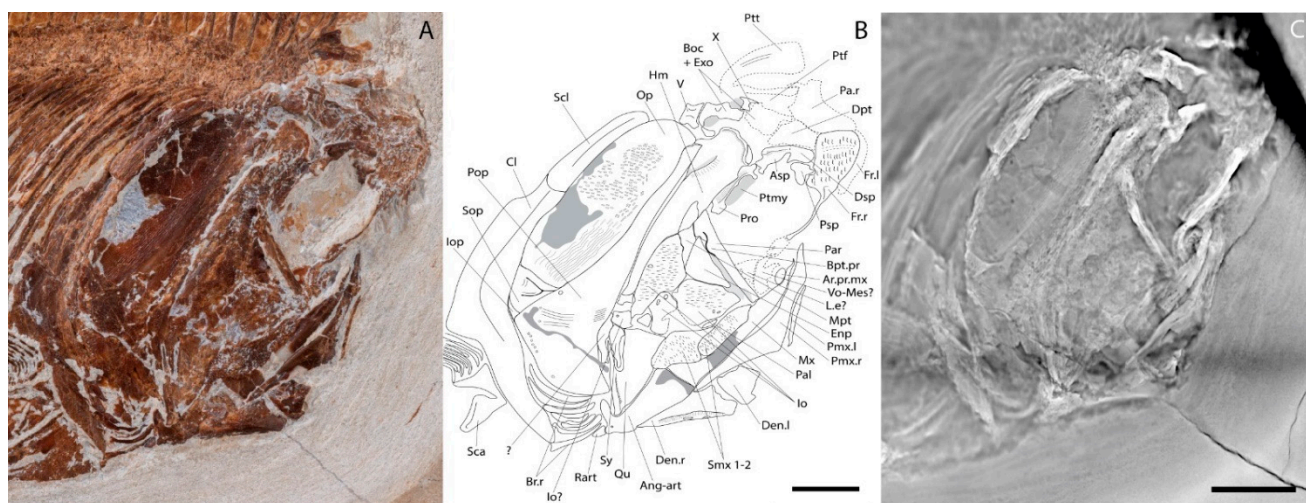 A
B
C
Ptt
X
Boc
+ Exo
Ptf
Hm
V
Pa.r
Op
Dpt
Scl
Cl
Pop
Asp
Fr.l
Sop
Ptmy
Dsp
Fr.r
Iop
Pro
Psp
Par
Bpt.pr
Ar.pr.mx
Vo-Mes?
L.e?
Mpt
Enp
Pmx.l
Mx
Pmx.r
Pal
Io
Den.l
Sca
?
Sy
Den.r
Smx 1-2
Br.r
Rart
Qu
Io?
Ang-art